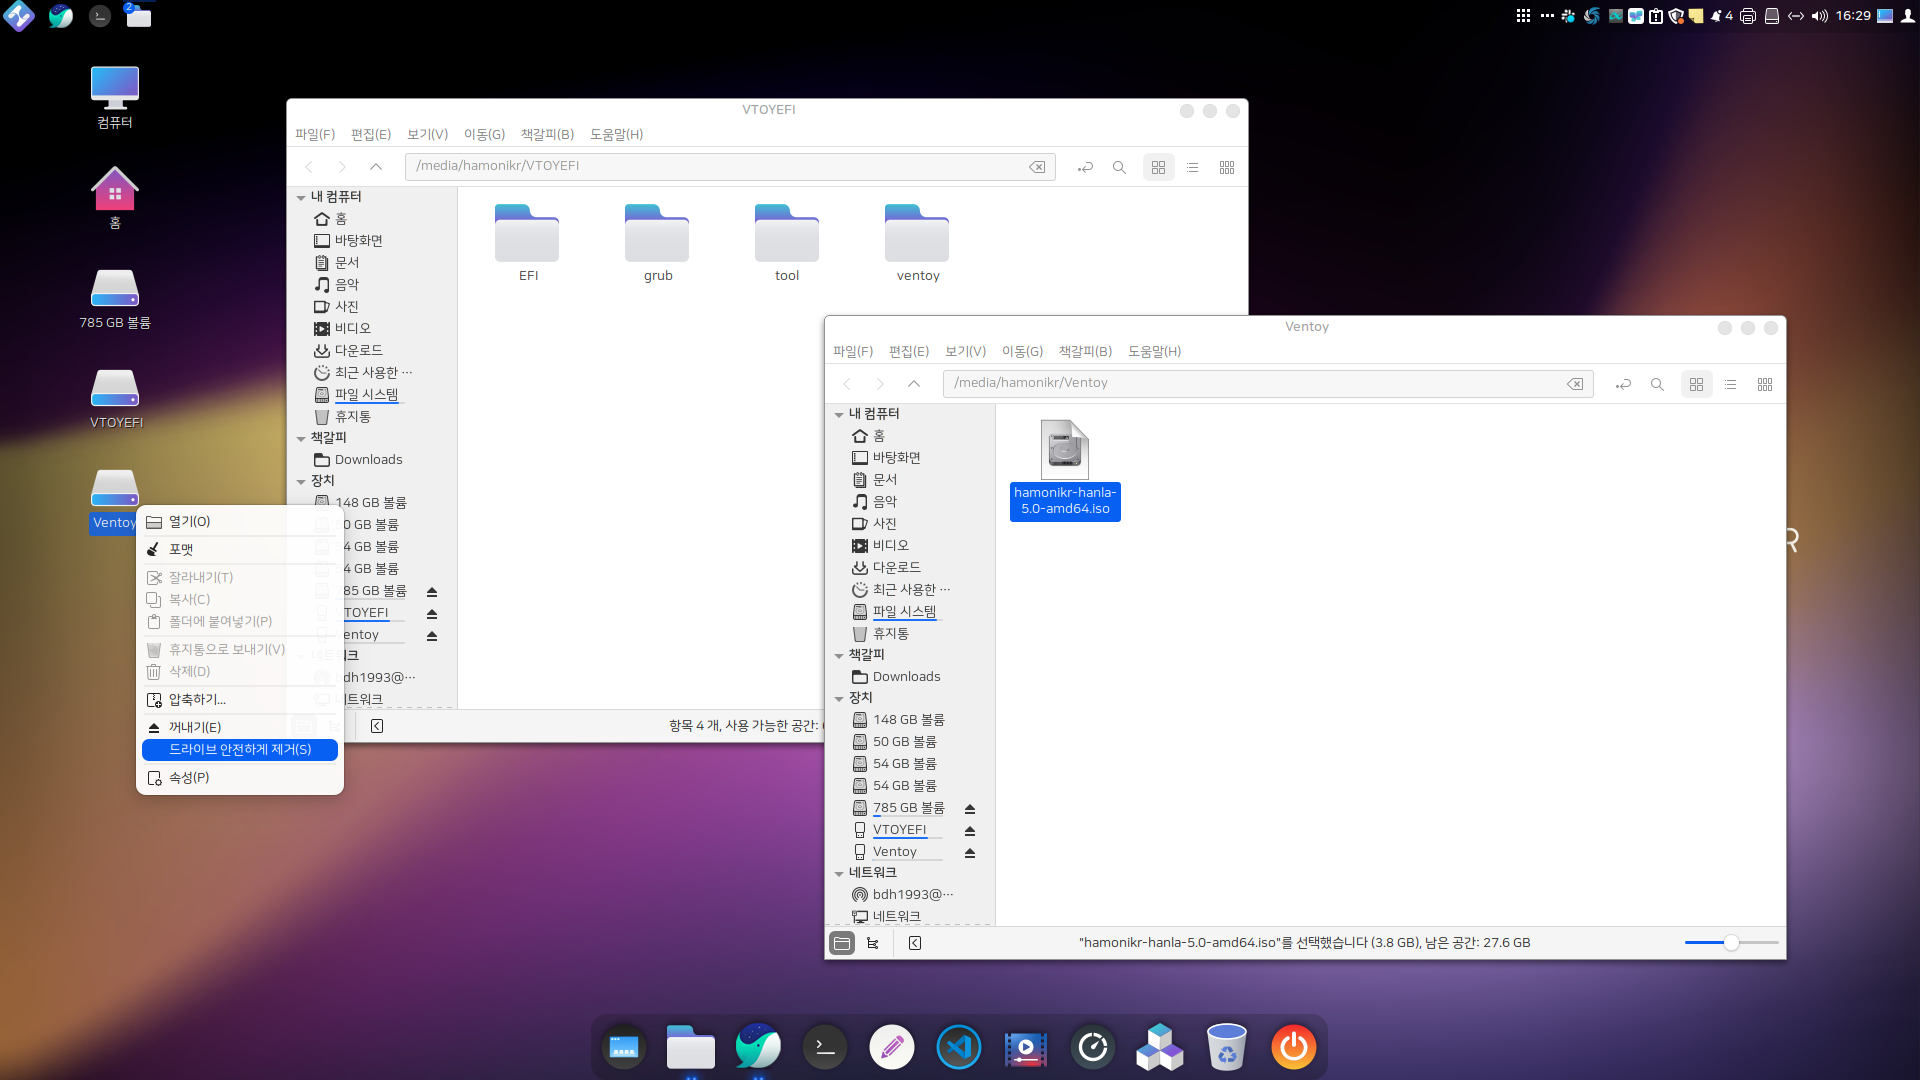 2
4
16:29
컴퓨터
홈
785 GB 볼륨
VTOYEFI
Ventoy
VTOYEFI
파일(F) 편집(E) 보기(V) 이동(G) 책갈피(B) 도움말(H)
/media/hamonikr/VTOYEFI
내 컴퓨터
홈
바탕화면
문서
음악
사진
비디오
다운로드
최근 사용한 ···
파일 시스템
휴지통
책갈피
Downloads
장치
148 GB 볼륨
0 GB 볼륨
4 GB 볼륨
4 GB 볼륨
85 GB 볼륨
TOYEFI
entoy
네트워크
dh1993@···
네트워크
EFI
grub
tool
ventoy
항목 4 개, 사용 가능한 공간:
열기(O)
포맷
잘라내기(T)
복사(C)
폴더에 붙여넣기(P)
휴지통으로 보내기(V)
삭제(D)
압축하기...
꺼내기(E)
드라이브 안전하게 제거(S)
속성(P)
Ventoy
파일(F) 편집(E) 보기(V) 이동(G) 책갈피(B) 도움말(H)
/media/hamonikr/Ventoy
내 컴퓨터
홈
바탕화면
문서
음악
사진
비디오
다운로드
최근 사용한 ···
파일 시스템
휴지통
책갈피
Downloads
장치
148 GB 볼륨
50 GB 볼륨
54 GB 볼륨
54 GB 볼륨
785 GB 볼륨
VTOYEFI
Ventoy
네트워크
bdh1993@···
네트워크
hamonikr-hanla-
5.0-amd64.iso
"hamonikr-hanla-5.0-amd64.iso"를 선택했습니다 (3.8 GB), 남은 공간: 27.6 GB
R